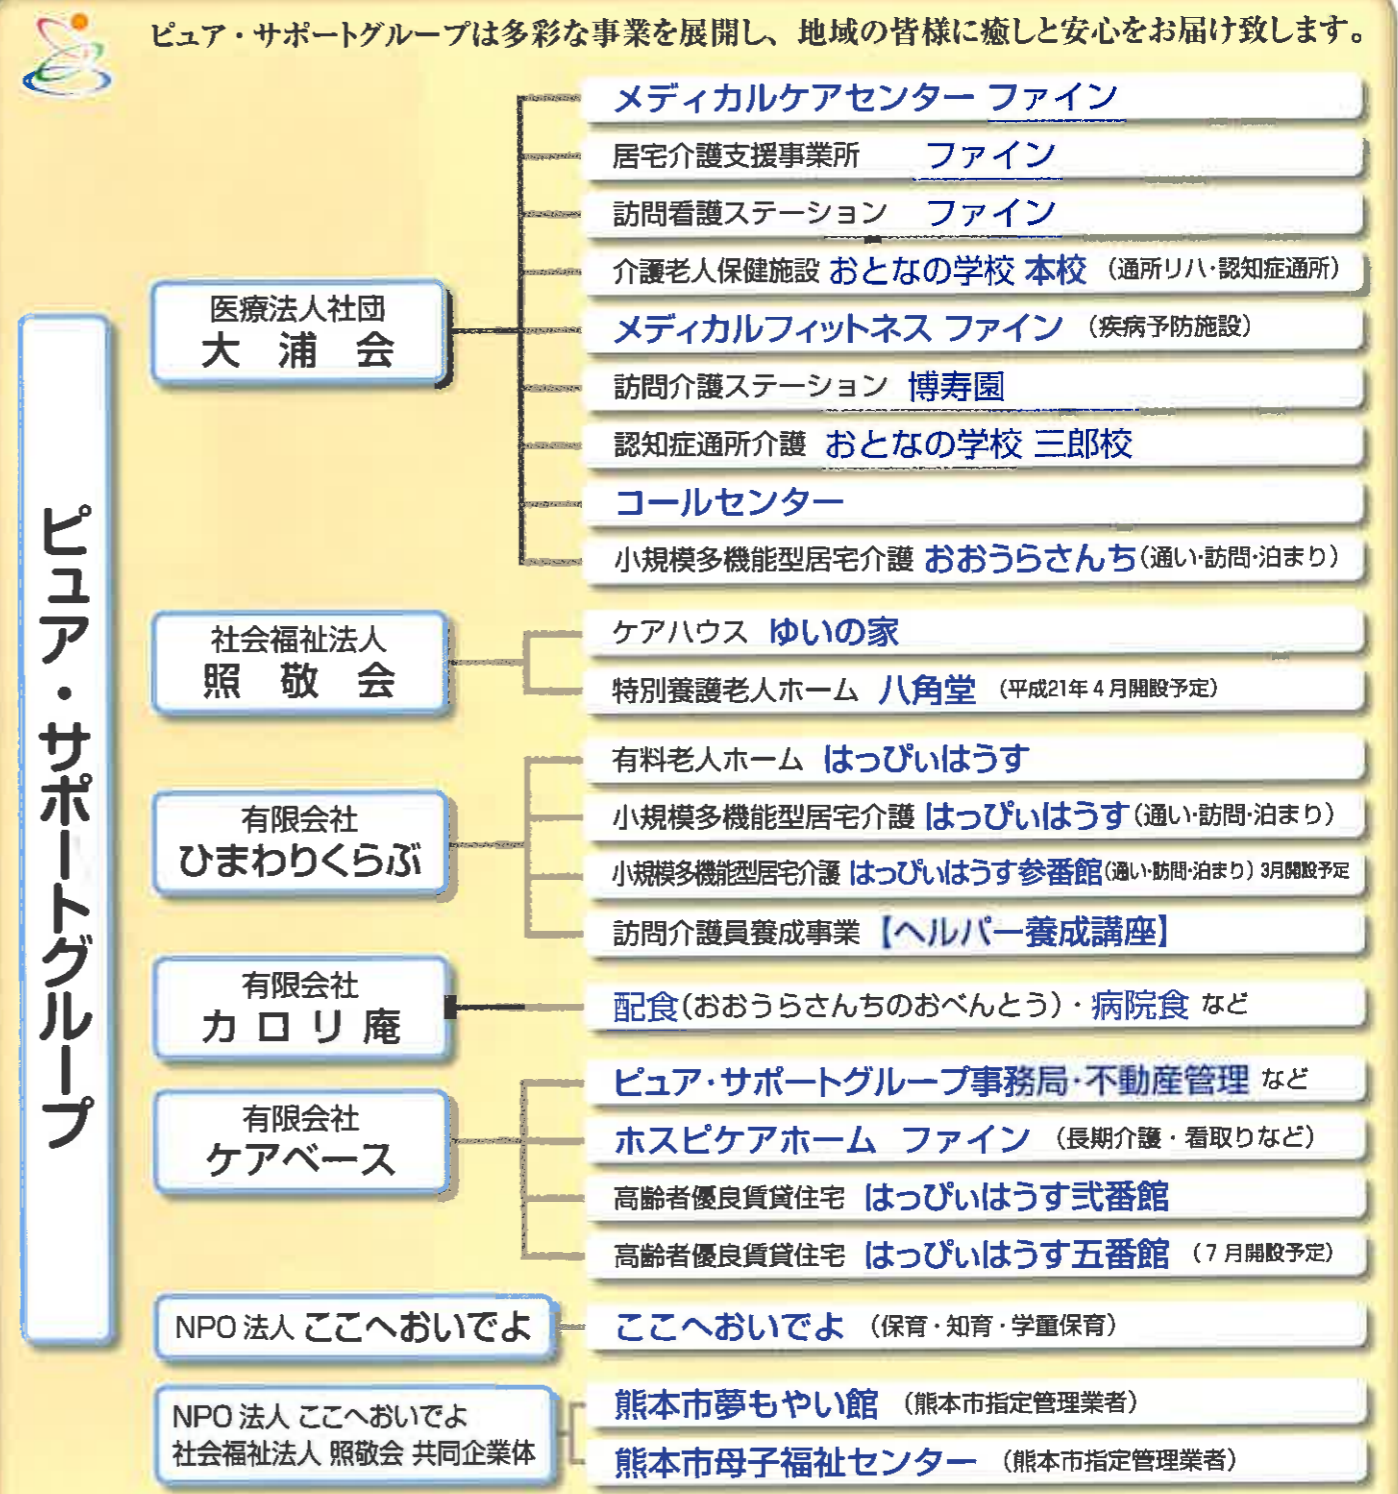 ピュア・サポートグループは多彩な事業を展開し、地域の皆様に癒しと安心をお届け致します。
ピュア・サポートグループ
医療法人社団
大浦会
メディカルケアセンター ファイン
居宅介護支援事業所 ファイン
訪問看護ステーション ファイン
介護老人保健施設 おとなの学校 本校 （通所リハ・認知症通所）
メディカルフィットネス ファイン （疾病予防施設）
訪問介護ステーション 博寿園
認知症通所介護 おとなの学校 三郎校
コールセンター
小規模多機能型居宅介護 おおうらさんち（通い・訪問・泊まり）
社会福祉法人
照敬会
ケアハウス ゆいの家
特別養護老人ホーム 八角堂 （平成21年4月開設予定）
有限会社
ひまわりくらぶ
有料老人ホーム はっぴぃはうす
小規模多機能型居宅介護 はっぴぃはうす（通い・訪問・泊まり）
小規模多機能型居宅介護 はっぴぃはうす参番館（通い・訪問・泊まり）3月開設予定
訪問介護員養成事業 【ヘルパー養成講座】
有限会社
カロリ庵
配食（おおうらさんちのおべんとう）・病院食 など
有限会社
ケアベース
ピュア・サポートグループ事務局・不動産管理 など
ホスピケアホーム ファイン （長期介護・看取りなど）
高齢者優良賃貸住宅 はっぴぃはうす弐番館
高齢者優良賃貸住宅 はっぴぃはうす五番館 （7月開設予定）
NPO法人 ここへおいでよ
ここへおいでよ （保育・知育・学童保育）
NPO法人 ここへおいでよ
社会福祉法人 照敬会 共同企業体
熊本市夢もやい館 （熊本市指定管理業者）
熊本市母子福祉センター （熊本市指定管理業者）